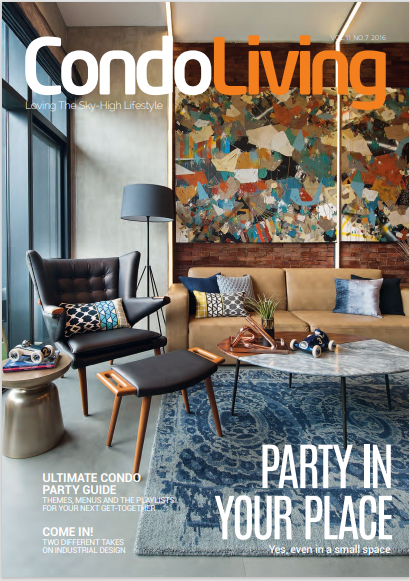 VOL.11 NO.7 2016
CondoLiving
Loving The Sky-High Lifestyle
PARTY IN
YOUR PLACE
Yes, even in a small space
ULTIMATE CONDO
PARTY GUIDE
THEMES, MENUS AND THE PLAYLISTS
FOR YOUR NEXT GET-TOGETHER
COME IN!
TWO DIFFERENT TAKES
ON INDUSTRIAL DESIGN